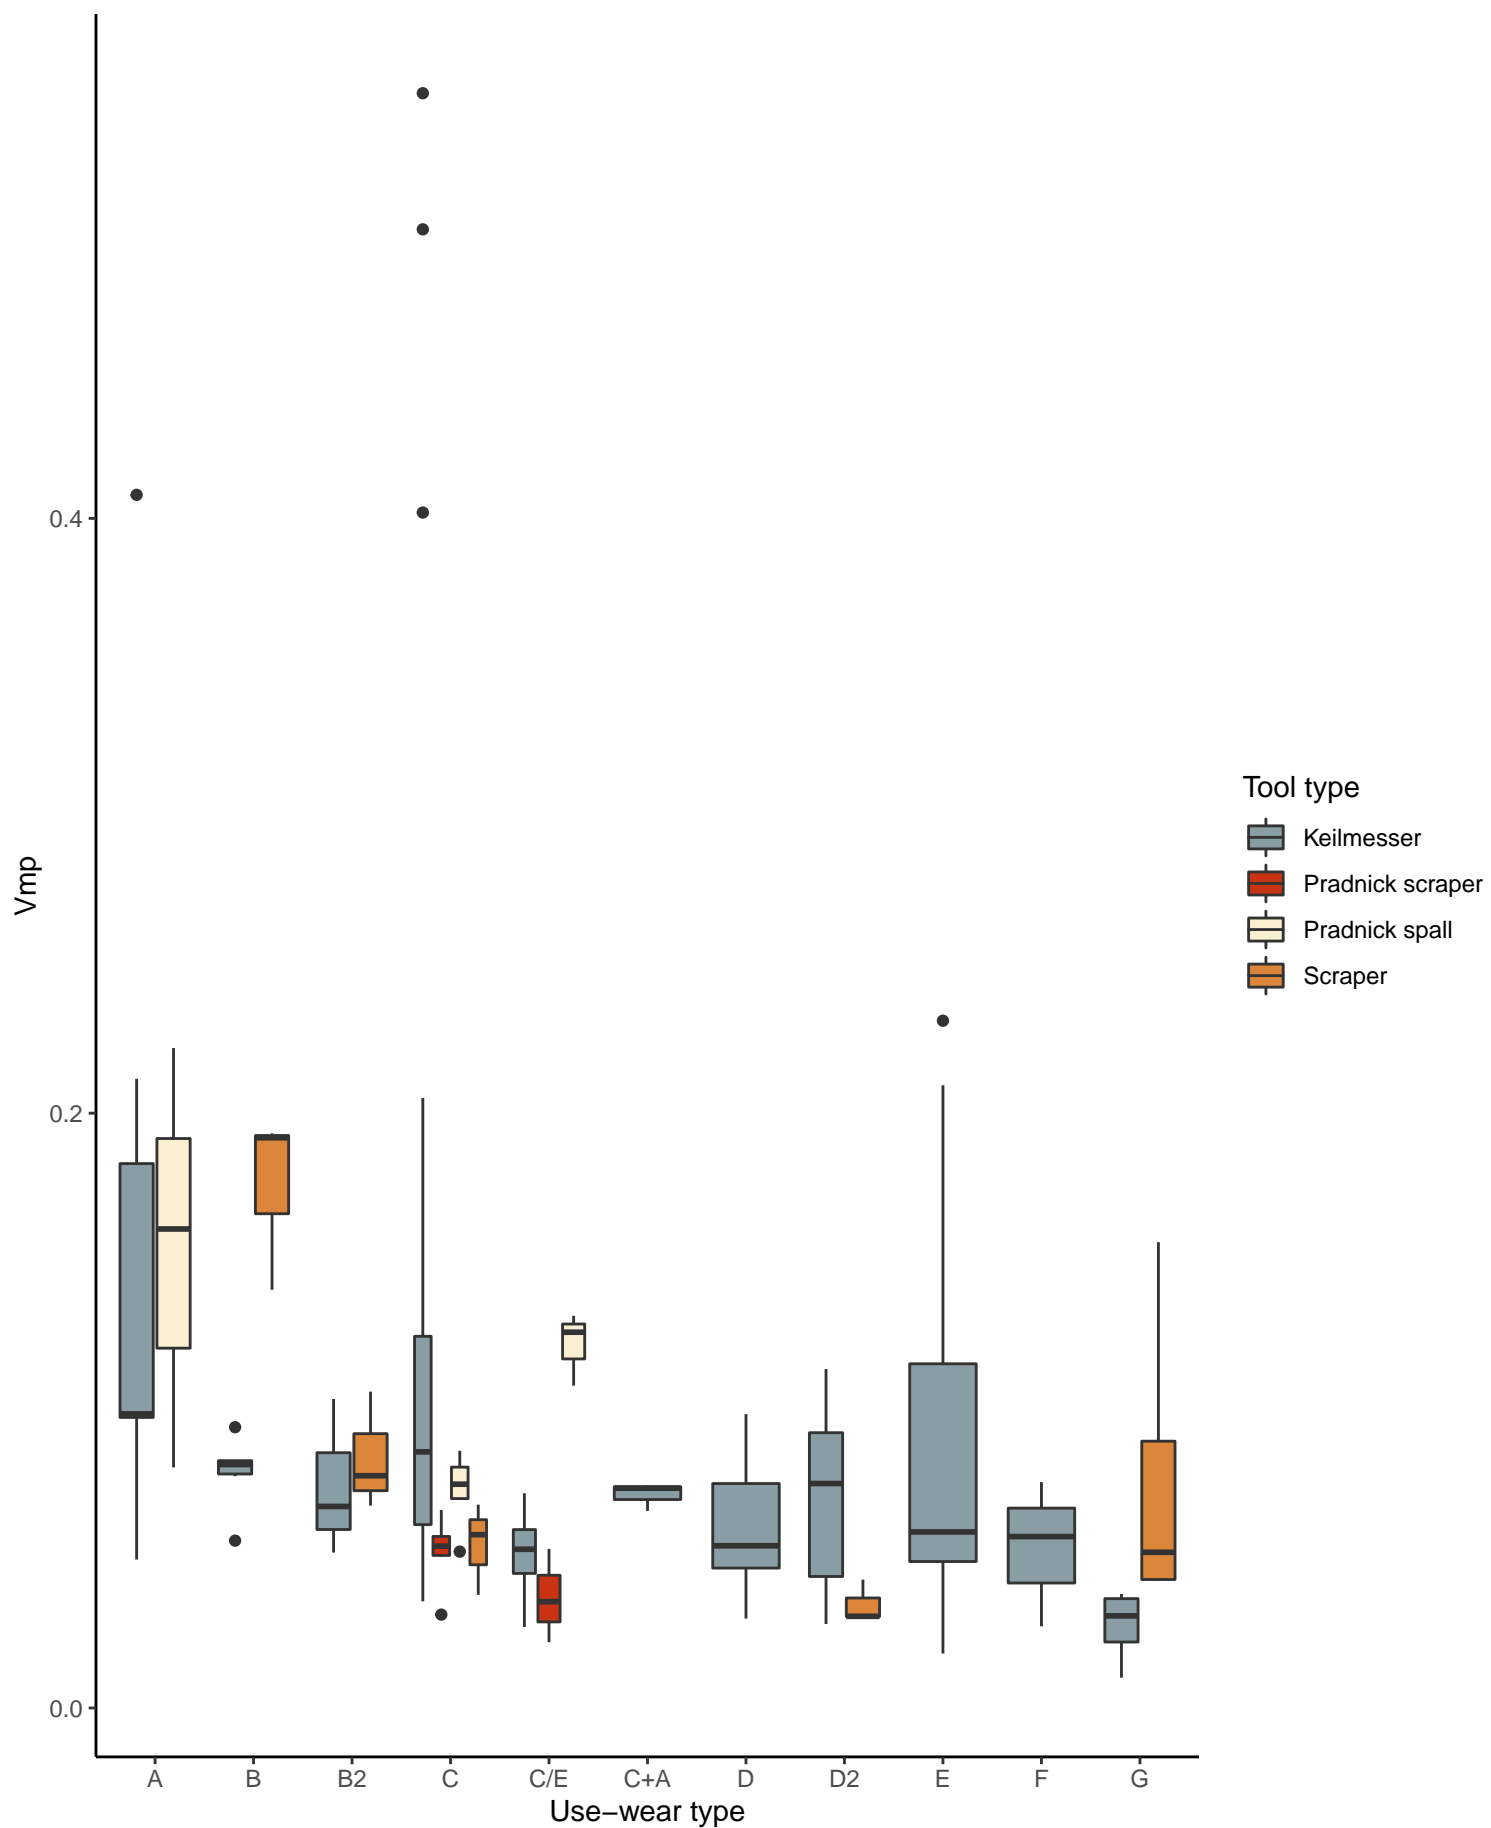 Vmp
0.4
0.2
0.0
A B B2 C C/E C+A D D2 E F G
Use−wear type
Tool type
Keilmesser
Pradnick scraper
Pradnick spall
Scraper